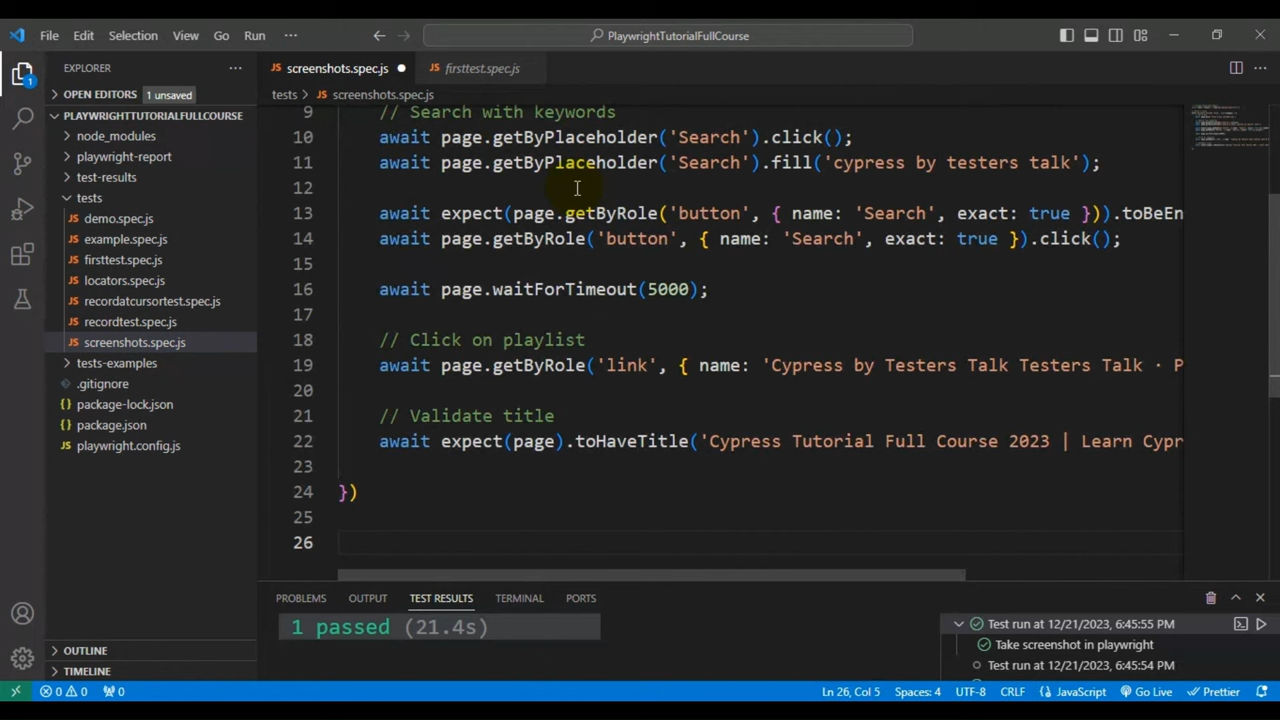 File Edit Selection View Go Run ··· PlaywrightTutorialFullCourse
EXPLORER ···
OPEN EDITORS 1 unsaved
PLAYWRIGHTTUTORIALFULLCOURSE
node_modules
playwright-report
test-results
tests
JS demo.spec.js
JS example.spec.js
JS firsttest.spec.js
JS locators.spec.js
JS recordatcursortest.spec.js
JS recordtest.spec.js
JS screenshots.spec.js
tests-examples
.gitignore
{} package-lock.json
{} package.json
JS playwright.config.js
OUTLINE
TIMELINE
1
JS screenshots.spec.js JS firsttest.spec.js
tests > JS screenshots.spec.js
9 // Search with keywords
10 await page.getByPlaceholder('Search').click();
11 await page.getByPlaceholder('Search').fill('cypress by testers talk');
12
13 await expect(page.getByRole('button', { name: 'Search', exact: true })).toBeEn
14 await page.getByRole('button', { name: 'Search', exact: true }).click();
15
16 await page.waitForTimeout(5000);
17
18 // Click on playlist
19 await page.getByRole('link', { name: 'Cypress by Testers Talk Testers Talk · P
20
21 // Validate title
22 await expect(page).toHaveTitle('Cypress Tutorial Full Course 2023 | Learn Cypr
23
24 })
25
26
PROBLEMS OUTPUT TEST RESULTS TERMINAL PORTS
1 passed (21.4s)
Test run at 12/21/2023, 6:45:55 PM
Take screenshot in playwright
Test run at 12/21/2023, 6:45:54 PM
0 0 0 Ln 26, Col 5 Spaces: 4 UTF-8 CRLF JavaScript Go Live Prettier